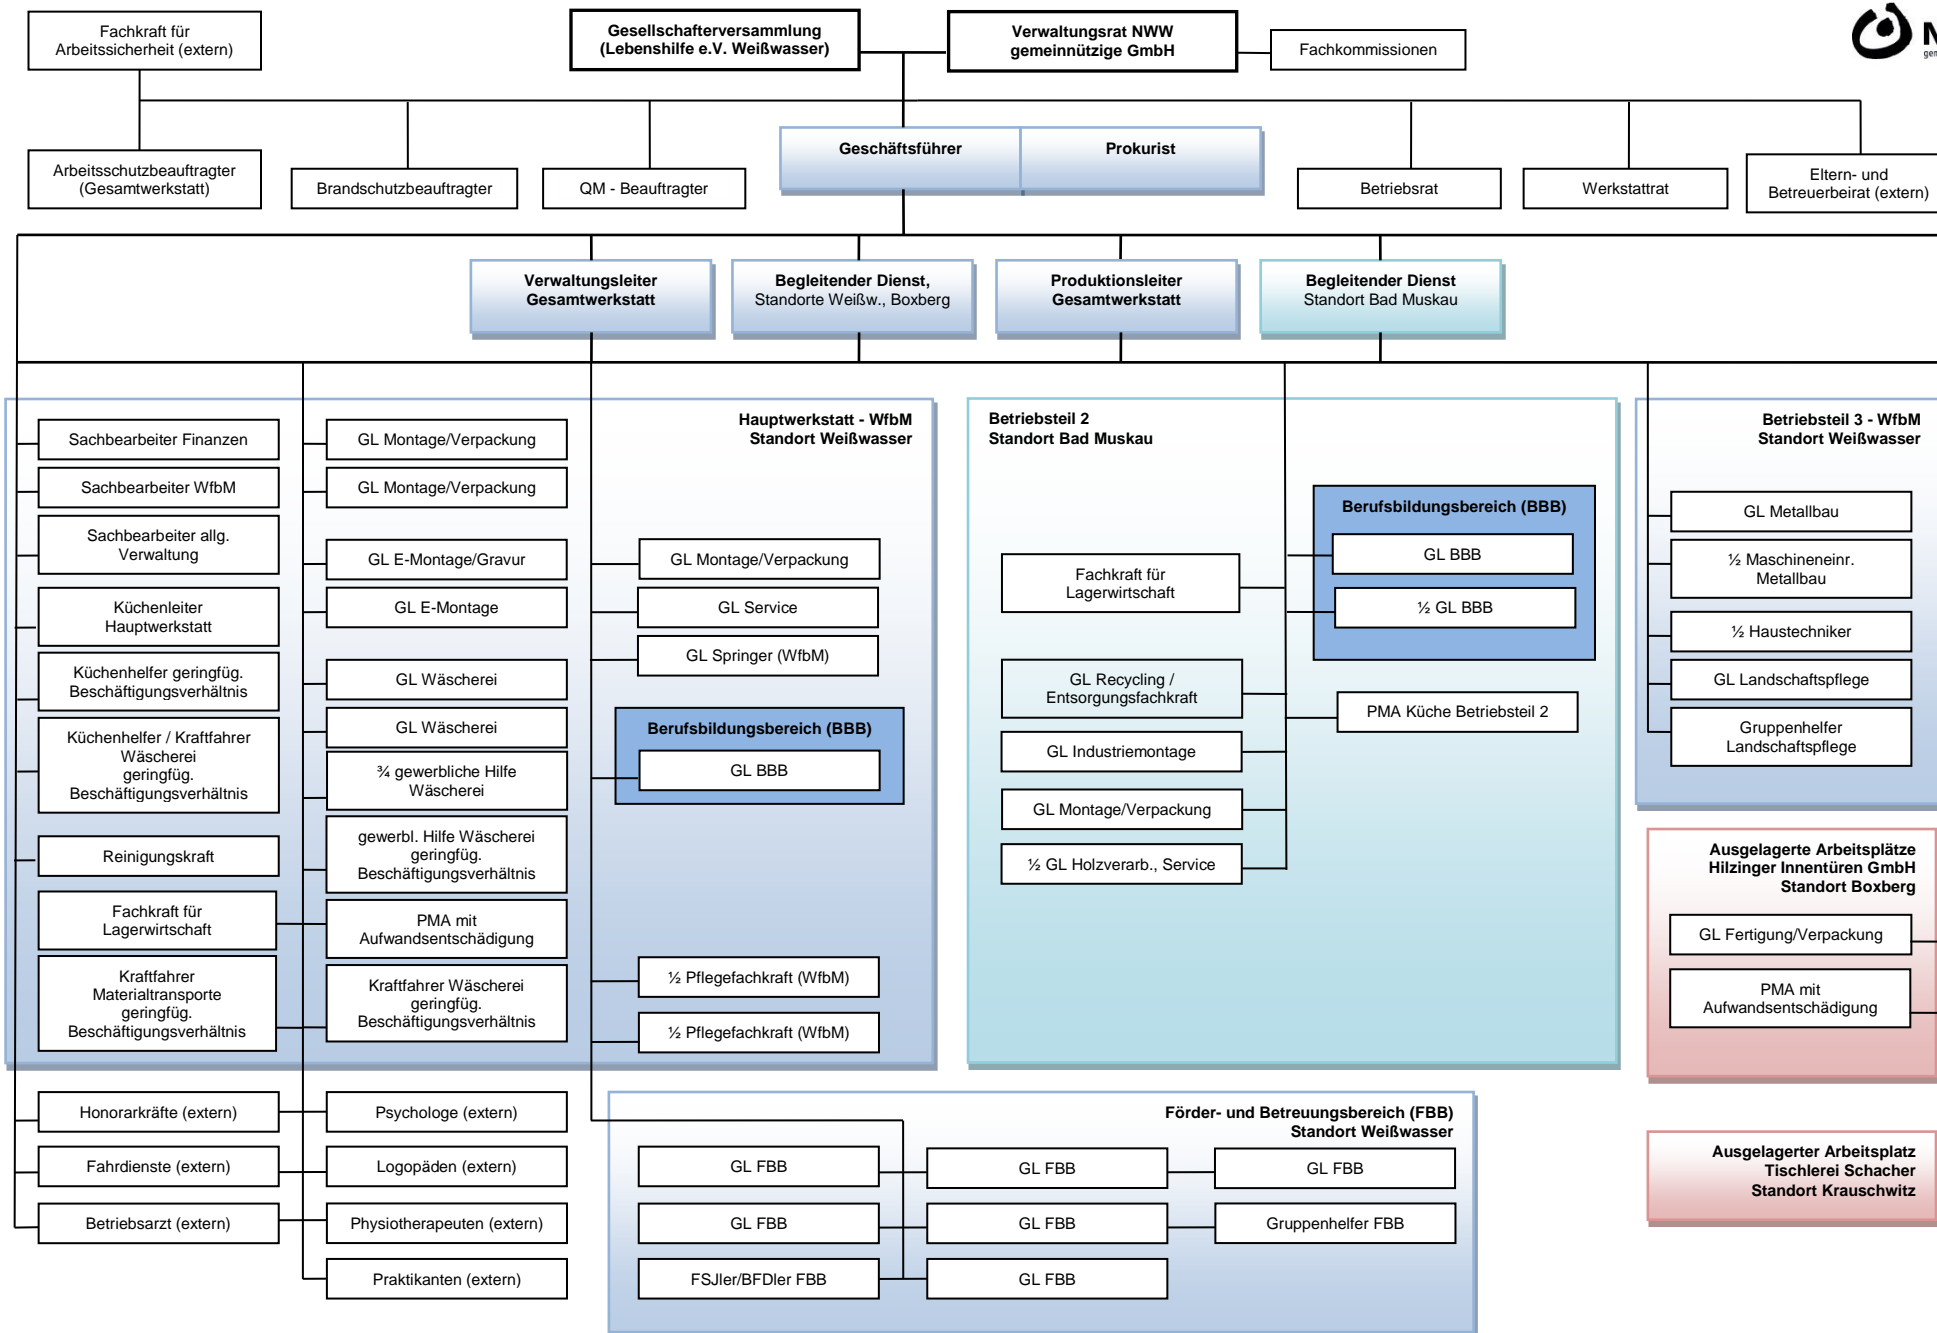 Fachkraft für
Arbeitssicherheit (extern)
Gesellschafterversammlung
(Lebenshilfe e.V. Weißwasser)
Verwaltungsrat NWW
gemeinnützige GmbH
Fachkommissionen
Arbeitsschutzbeauftragter
(Gesamtwerkstatt)
Brandschutzbeauftragter
QM - Beauftragter
Geschäftsführer
Prokurist
Betriebsrat
Werkstattrat
Eltern- und
Betreuerbeirat (extern)
Verwaltungsleiter
Gesamtwerkstatt
Begleitender Dienst,
Standorte Weißw., Boxberg
Produktionsleiter
Gesamtwerkstatt
Begleitender Dienst
Standort Bad Muskau
Hauptwerkstatt - WfbM
Standort Weißwasser
Sachbearbeiter Finanzen
Sachbearbeiter WfbM
Sachbearbeiter allg.
Verwaltung
Küchenleiter
Hauptwerkstatt
Küchenhelfer geringfüg.
Beschäftigungsverhältnis
Küchenhelfer / Kraftfahrer
Wäscherei
geringfüg.
Beschäftigungsverhältnis
Reinigungskraft
Fachkraft für
Lagerwirtschaft
Kraftfahrer
Materialtransporte
geringfüg.
Beschäftigungsverhältnis
GL Montage/Verpackung
GL Montage/Verpackung
GL E-Montage/Gravur
GL E-Montage
GL Wäscherei
GL Wäscherei
¾ gewerbliche Hilfe
Wäscherei
gewerbl. Hilfe Wäscherei
geringfüg.
Beschäftigungsverhältnis
PMA mit
Aufwandsentschädigung
Kraftfahrer Wäscherei
geringfüg.
Beschäftigungsverhältnis
GL Montage/Verpackung
GL Service
GL Springer (WfbM)
Berufsbildungsbereich (BBB)
GL BBB
½ Pflegefachkraft (WfbM)
½ Pflegefachkraft (WfbM)
Betriebsteil 2
Standort Bad Muskau
Fachkraft für
Lagerwirtschaft
GL Recycling /
Entsorgungsfachkraft
GL Industriemontage
GL Montage/Verpackung
½ GL Holzverarb., Service
Berufsbildungsbereich (BBB)
GL BBB
½ GL BBB
PMA Küche Betriebsteil 2
Betriebsteil 3 - WfbM
Standort Weißwasser
GL Metallbau
½ Maschineneinr.
Metallbau
½ Haustechniker
GL Landschaftspflege
Gruppenhelfer
Landschaftspflege
Ausgelagerte Arbeitsplätze
Hilzinger Innentüren GmbH
Standort Boxberg
GL Fertigung/Verpackung
PMA mit
Aufwandsentschädigung
Ausgelagerter Arbeitsplatz
Tischlerei Schacher
Standort Krauschwitz
Honorarkräfte (extern)
Fahrdienste (extern)
Betriebsarzt (extern)
Psychologe (extern)
Logopäden (extern)
Physiotherapeuten (extern)
Praktikanten (extern)
Förder- und Betreuungsbereich (FBB)
Standort Weißwasser
GL FBB
GL FBB
GL FBB
GL FBB
GL FBB
Gruppenhelfer FBB
FSJler/BFDler FBB
GL FBB